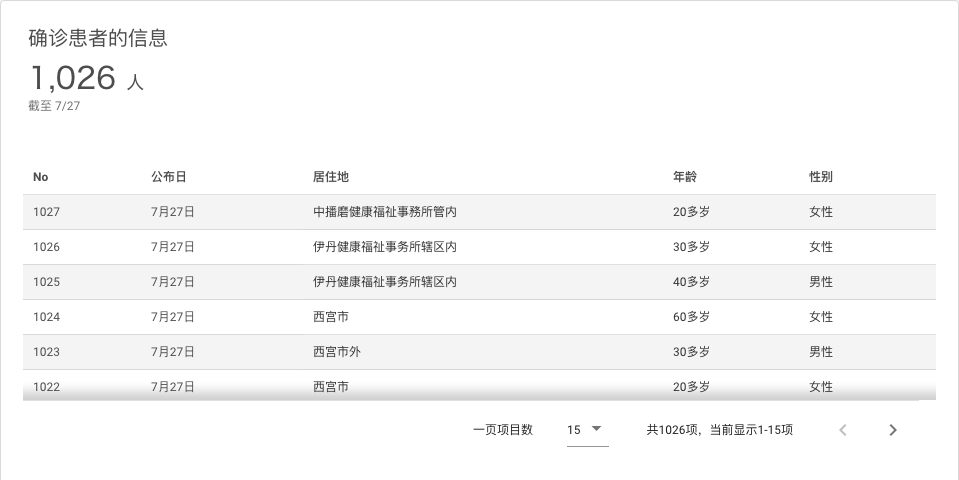 确诊患者的信息
1,026 人
截至 7/27
No 公布日 居住地 年龄 性别
1027 7月27日 中播磨健康福祉事務所管内 20多岁 女性
1026 7月27日 伊丹健康福祉事务所辖区内 30多岁 女性
1025 7月27日 伊丹健康福祉事务所辖区内 40多岁 男性
1024 7月27日 西宫市 60多岁 女性
1023 7月27日 西宫市外 30多岁 男性
1022 7月27日 西宫市 20多岁 女性
一页项目数 15 共1026项，当前显示1-15项